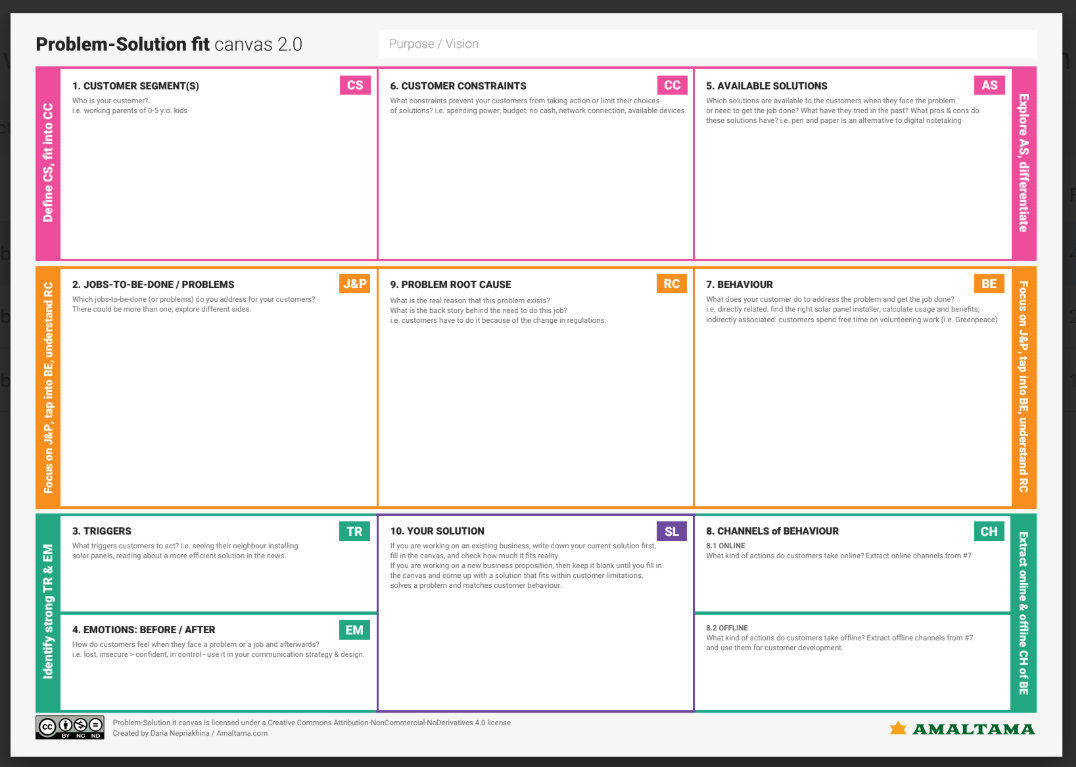 Problem-Solution fit canvas 2.0
Purpose / Vision
Define CS, fit into CC
1. CUSTOMER SEGMENT(S)
CS
Who is your customer?
i.e. working parents of 0-5 y.o. kids
6. CUSTOMER CONSTRAINTS
CC
What constraints prevent your customers from taking action or limit their choices
of solutions? i.e. spending power, budget, no cash, network connection, available devices.
5. AVAILABLE SOLUTIONS
AS
Which solutions are available to the customers when they face the problem
or need to get the job done? What have they tried in the past? What pros & cons do
these solutions have? i.e. pen and paper is an alternative to digital notetaking
Explore AS, differentiate
Focus on J&P, tap into BE, understand RC
2. JOBS-TO-BE-DONE / PROBLEMS
J&P
Which jobs-to-be-done (or problems) do you address for your customers?
There could be more than one; explore different sides.
9. PROBLEM ROOT CAUSE
RC
What is the real reason that this problem exists?
What is the back story behind the need to do this job?
i.e. customers have to do it because of the change in regulations.
7. BEHAVIOUR
BE
What does your customer do to address the problem and get the job done?
i.e. directly related: find the right solar panel installer, calculate usage and benefits;
indirectly associated: customers spend free time on volunteering work (i.e. Greenpeace)
Focus on J&P, tap into BE, understand RC
Identify strong TR & EM
3. TRIGGERS
TR
What triggers customers to act? i.e. seeing their neighbour installing
solar panels, reading about a more efficient solution in the news.
4. EMOTIONS: BEFORE / AFTER
EM
How do customers feel when they face a problem or a job and afterwards?
i.e. lost, insecure > confident, in control - use it in your communication strategy & design.
10. YOUR SOLUTION
SL
If you are working on an existing business, write down your current solution first,
fill in the canvas, and check how much it fits reality.
If you are working on a new business proposition, then keep it blank until you fill in
the canvas and come up with a solution that fits within customer limitations,
solves a problem and matches customer behaviour.
8. CHANNELS of BEHAVIOUR
CH
8.1 ONLINE
What kind of actions do customers take online? Extract online channels from #7
8.2 OFFLINE
What kind of actions do customers take offline? Extract offline channels from #7
and use them for customer development.
Extract online & offline CH of BE
cc
BY NC ND
Problem-Solution it canvas is licensed under a Creative Commons Attribution-NonCommercial-NoDerivatives 4.0 license
Created by Daria Nepriakhina / Amaltama.com
AMALTAMA